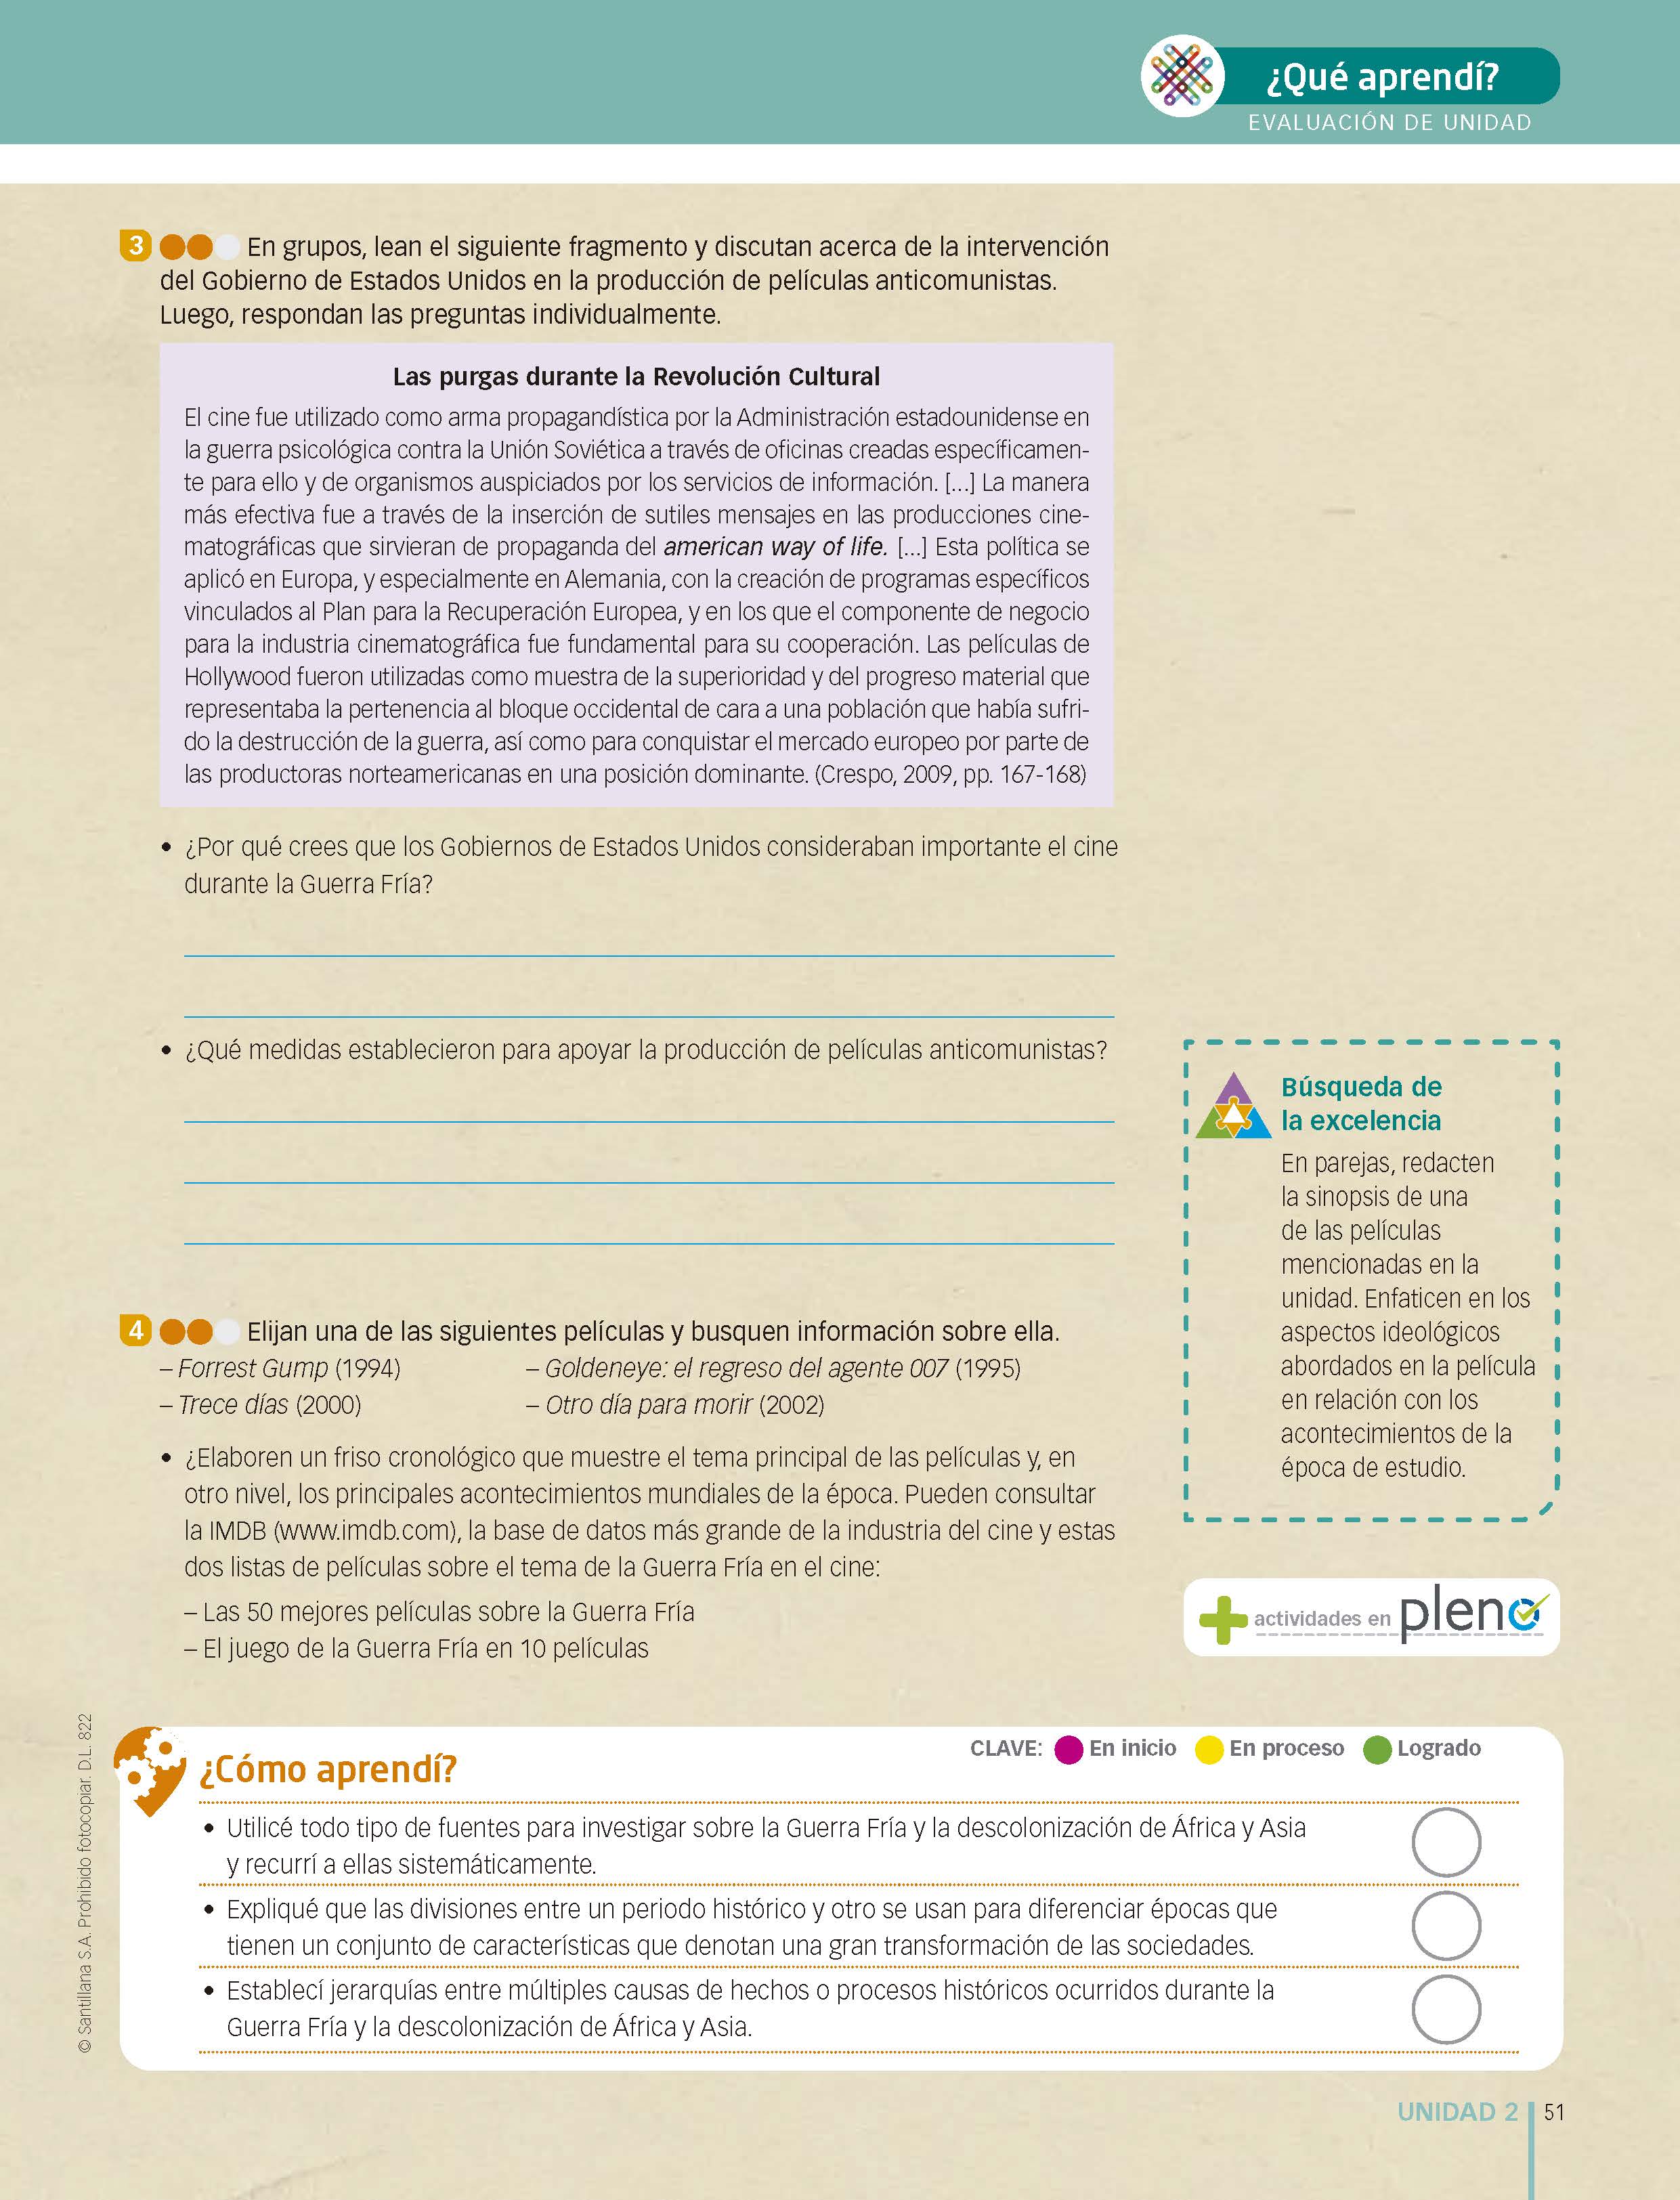 ¿Qué aprendí?
EVALUACIÓN DE UNIDAD
3 En grupos, lean el siguiente fragmento y discutan acerca de la intervención
del Gobierno de Estados Unidos en la producción de películas anticomunistas.
Luego, respondan las preguntas individualmente.
Las purgas durante la Revolución Cultural
El cine fue utilizado como arma propagandística por la Administración estadounidense en
la guerra psicológica contra la Unión Soviética a través de oficinas creadas específicamen-
te para ello y de organismos auspiciados por los servicios de información. [...] La manera
más efectiva fue a través de la inserción de sutiles mensajes en las producciones cine-
matográficas que sirvieran de propaganda del american way of life. [...] Esta política se
aplicó en Europa, y especialmente en Alemania, con la creación de programas específicos
vinculados al Plan para la Recuperación Europea, y en los que el componente de negocio
para la industria cinematográfica fue fundamental para su cooperación. Las películas de
Hollywood fueron utilizadas como muestra de la superioridad y del progreso material que
representaba la pertenencia al bloque occidental de cara a una población que había sufri-
do la destrucción de la guerra, así como para conquistar el mercado europeo por parte de
las productoras norteamericanas en una posición dominante. (Crespo, 2009, pp. 167-168)
• ¿Por qué crees que los Gobiernos de Estados Unidos consideraban importante el cine
durante la Guerra Fría?
• ¿Qué medidas establecieron para apoyar la producción de películas anticomunistas?
4 Elijan una de las siguientes películas y busquen información sobre ella.
– Forrest Gump (1994)
– Goldeneye: el regreso del agente 007 (1995)
– Trece días (2000)
– Otro día para morir (2002)
• ¿Elaboren un friso cronológico que muestre el tema principal de las películas y, en
otro nivel, los principales acontecimientos mundiales de la época. Pueden consultar
la IMDB (www.imdb.com), la base de datos más grande de la industria del cine y estas
dos listas de películas sobre el tema de la Guerra Fría en el cine:
– Las 50 mejores películas sobre la Guerra Fría
– El juego de la Guerra Fría en 10 películas
Búsqueda de
la excelencia
En parejas, redacten
la sinopsis de una
de las películas
mencionadas en la
unidad. Enfaticen en los
aspectos ideológicos
abordados en la película
en relación con los
acontecimientos de la
época de estudio.
actividades en pleno
¿Cómo aprendí?
CLAVE: En inicio En proceso Logrado
• Utilicé todo tipo de fuentes para investigar sobre la Guerra Fría y la descolonización de África y Asia
y recurrí a ellas sistemáticamente.
• Expliqué que las divisiones entre un periodo histórico y otro se usan para diferenciar épocas que
tienen un conjunto de características que denotan una gran transformación de las sociedades.
• Establecí jerarquías entre múltiples causas de hechos o procesos históricos ocurridos durante la
Guerra Fría y la descolonización de África y Asia.
© Santillana S.A. Prohibido fotocopiar. D.L. 822
UNIDAD 2 51